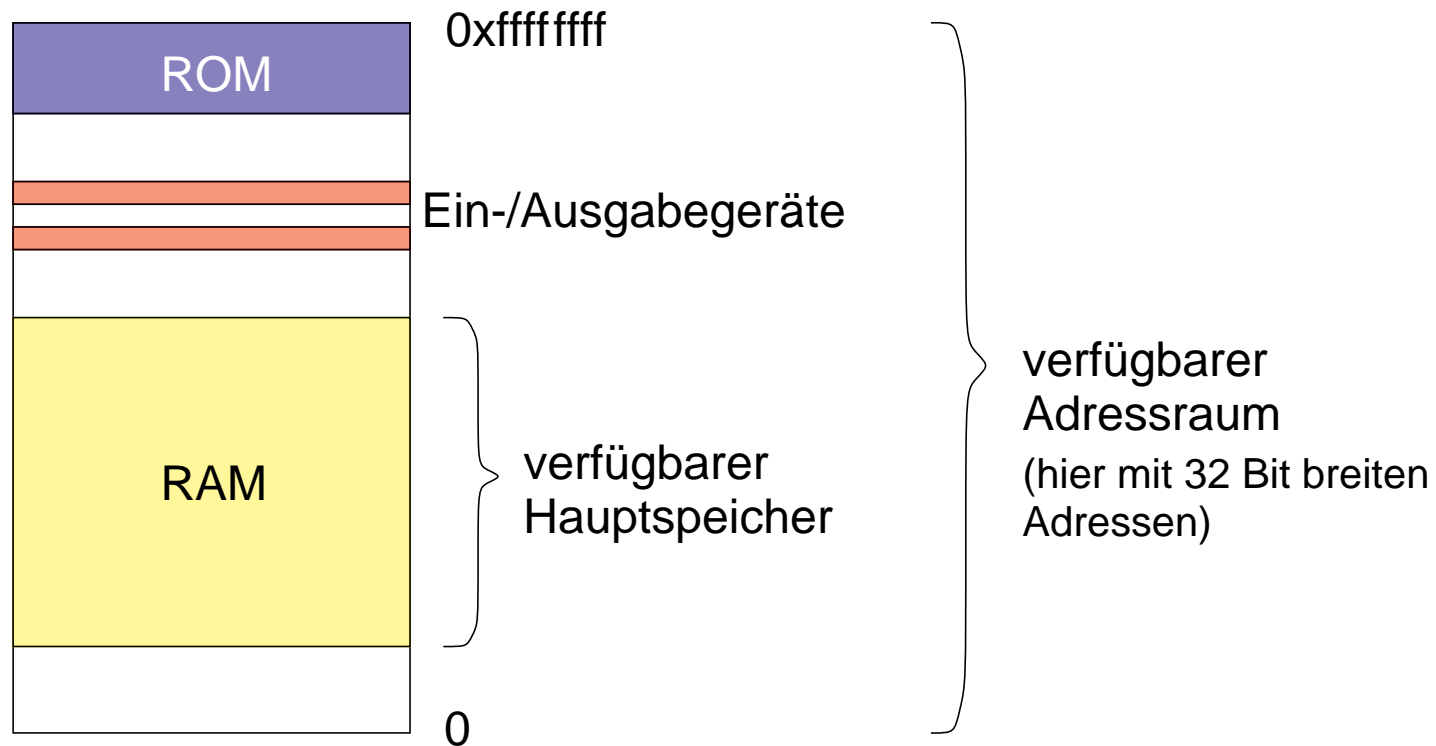 0xffffffff
ROM
Ein-/Ausgabegeräte
RAM
verfügbarer
Hauptspeicher
verfügbarer
Adressraum
(hier mit 32 Bit breiten
Adressen)
0